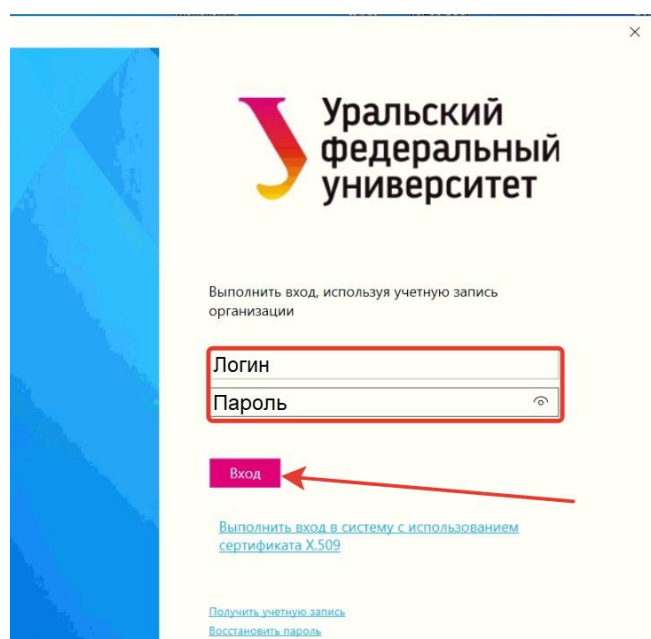 Уральский
федеральный
университет
Выполнить вход, используя учетную запись
организации
Логин
Пароль
Вход
Выполнить вход в систему с использованием
сертификата X.509
Получить учетную запись
Восстановить пароль